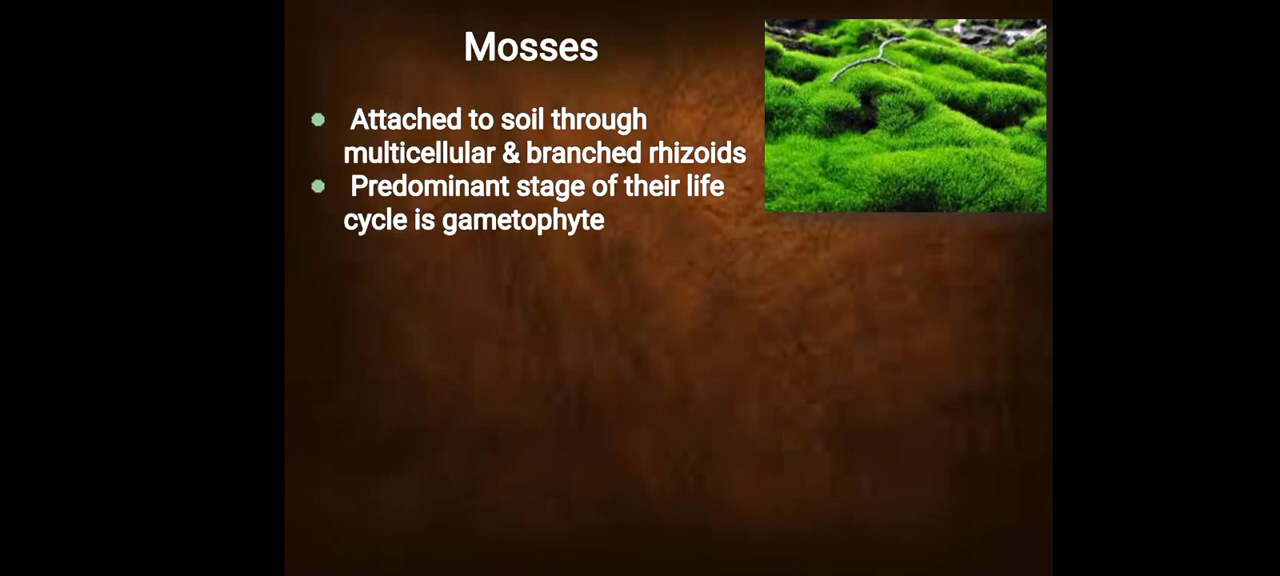 Mosses
Attached to soil through
multicellular & branched rhizoids
Predominant stage of their life
cycle is gametophyte